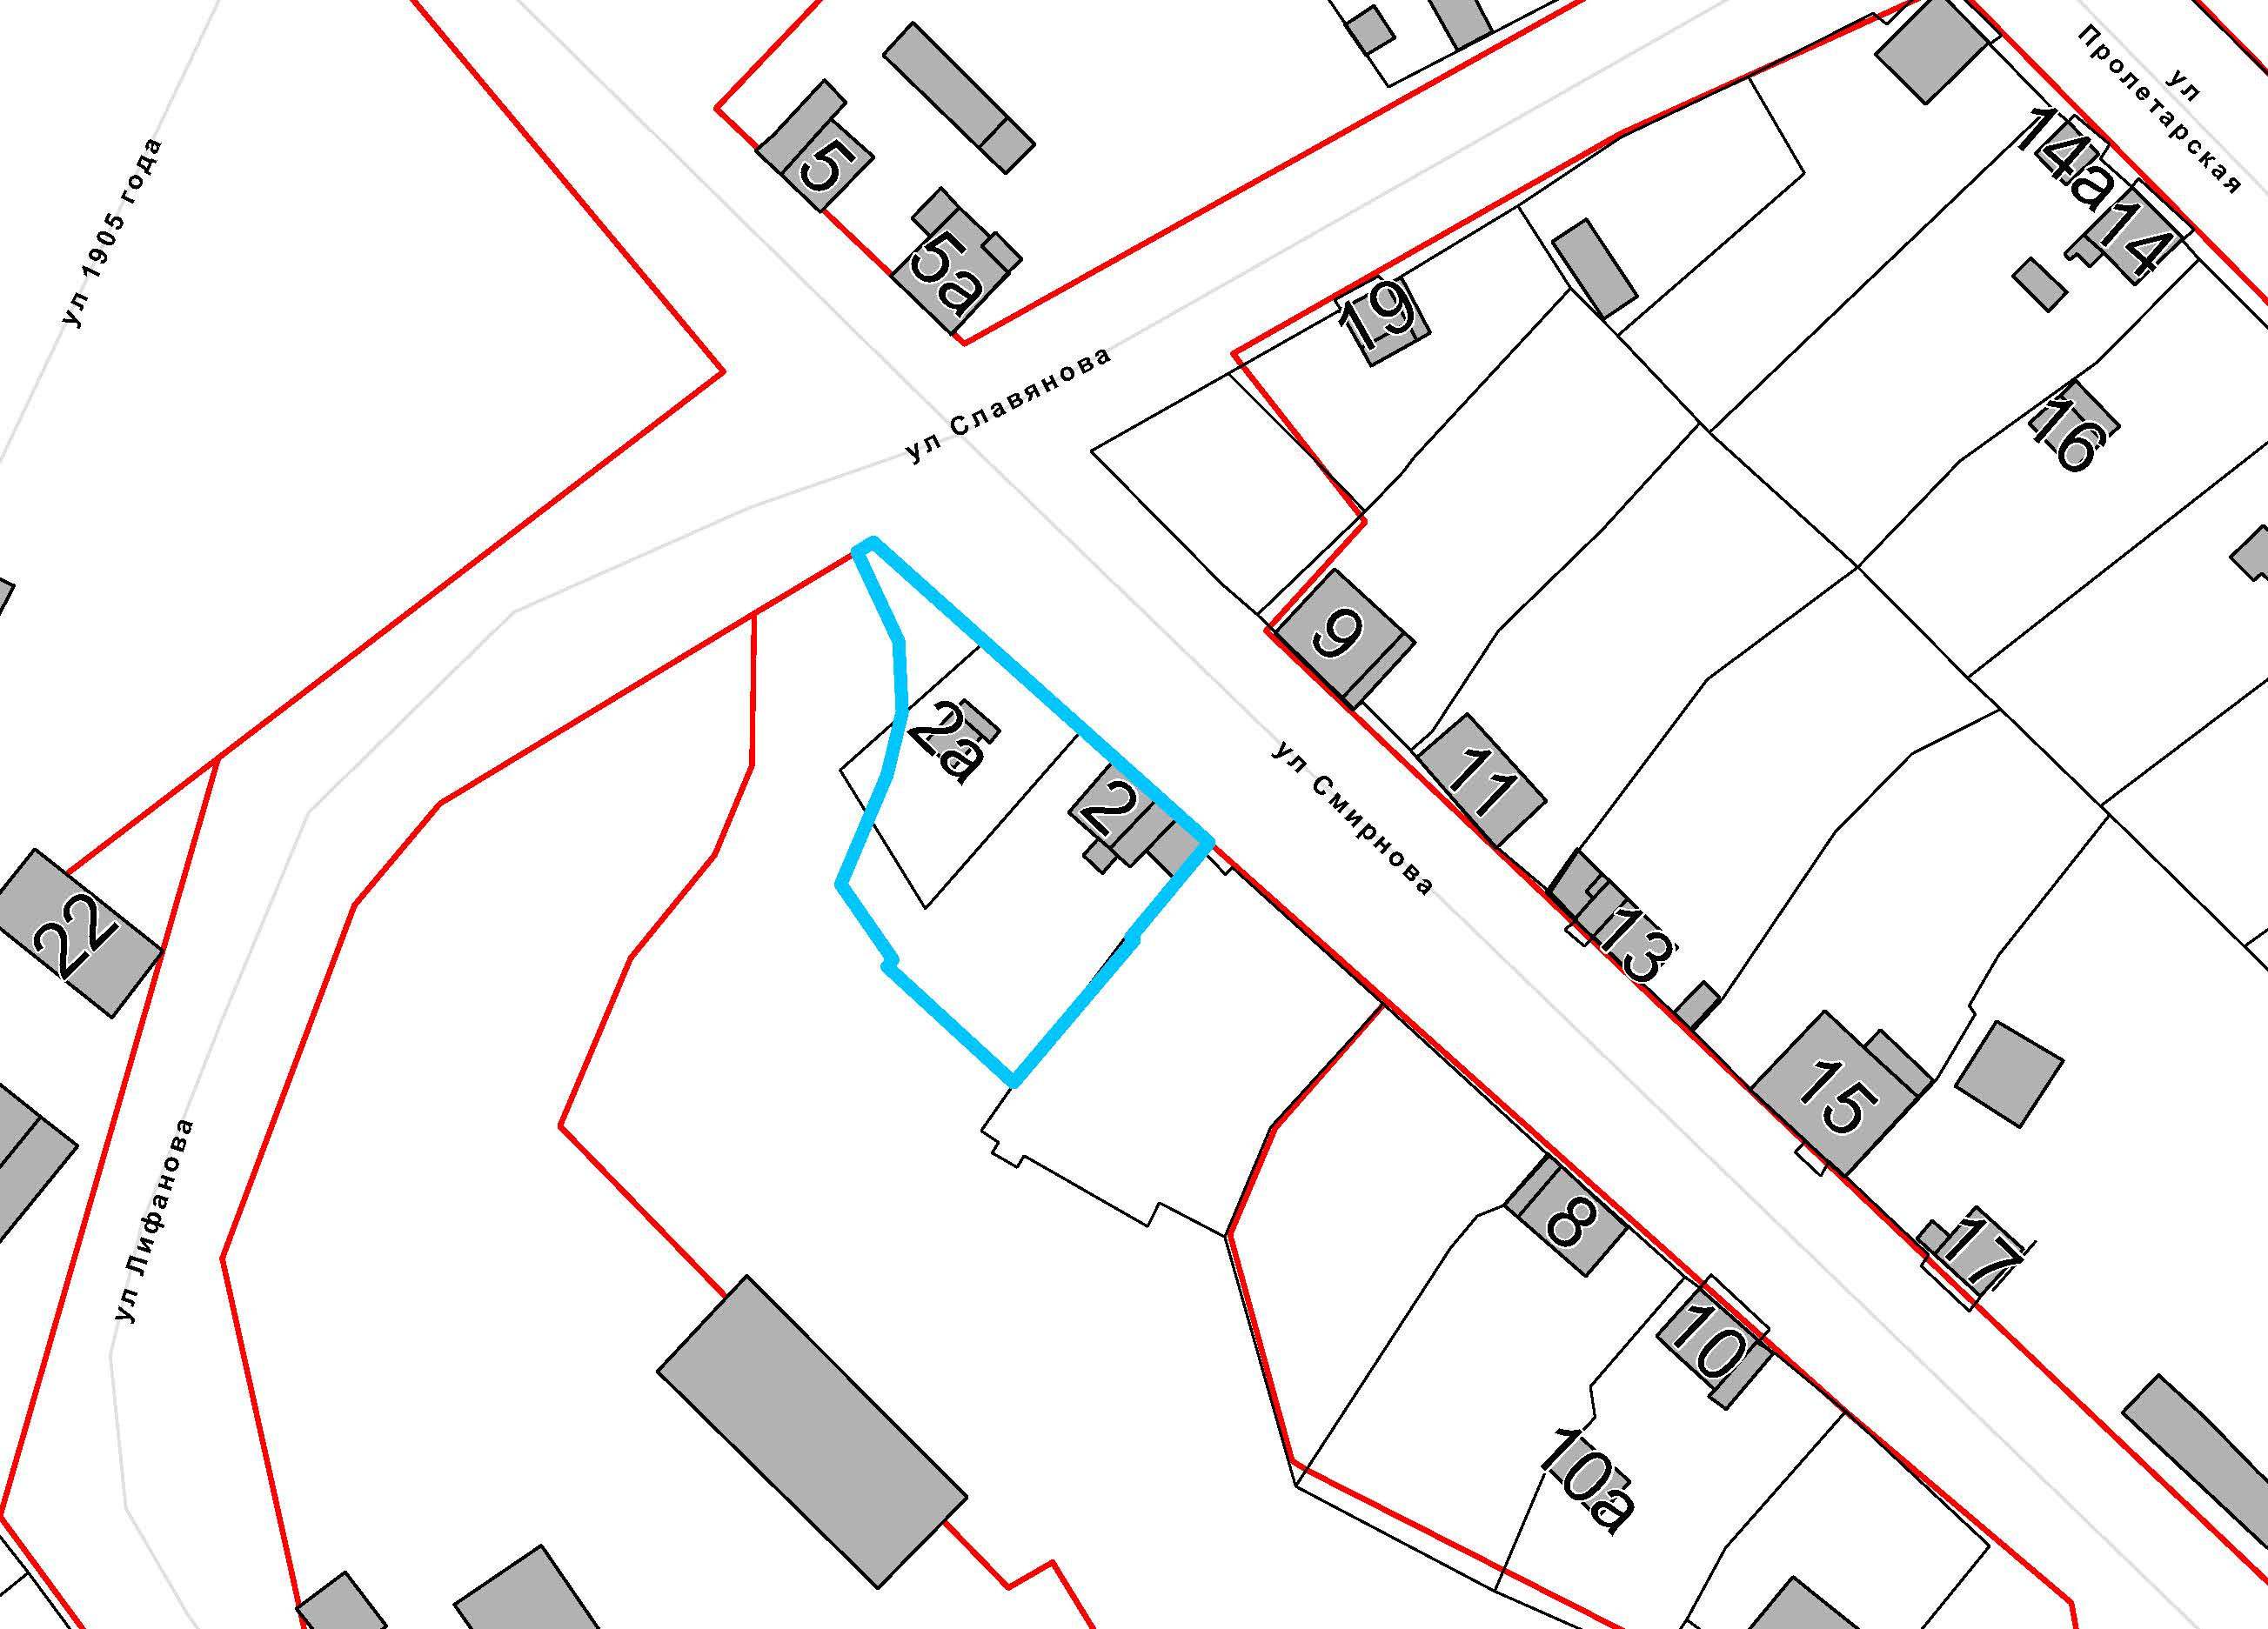 ул
Пролетарская
ул 1905 года
5
14а
14
5а
19
ул Славянова
16
9
2а
11
2
ул Смирнова
22
13
15
ул Лифанова
8
17
10
10а